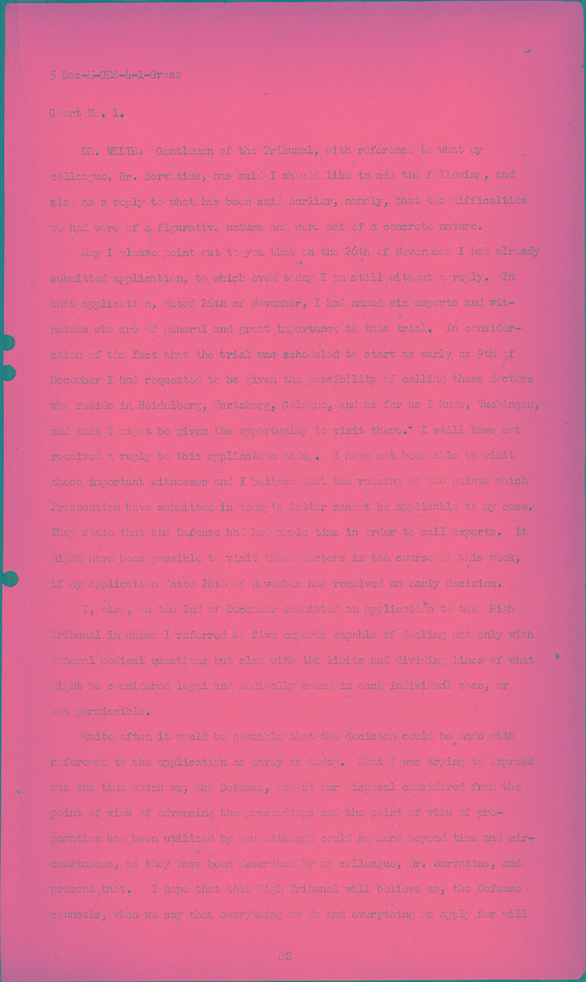 5 Dec-M-GES-4-1-Gross
Court No. 1.
DR. NELTE: Gentlemen of the Tribunal, with reference to what my
colleague, Dr. Servatius, has said I should like to add the following, and
also as a reply to what has been said earlier, namely, that the difficulties
we had were of a figurative nature and were not of a concrete nature.
May I please point out to you that on the 26th of November I had already
submitted application, to which even today I am still without a reply. In
that application, dated 26th of November, I had named six experts and wit-
nesses who are of general and great importance to this trial. In consider-
ation of the fact that the trial was scheduled to start as early as 9th of
December I had requested to be given the possibility of calling these doctors
who reside in Heidelberg, Wurtzberg, Cologne, and as far as I know, Tuebingen,
and that I might be given the opportunity to visit there. I still have not
received a reply to this application today. I have not been able to visit
these important witnesses and I believe that the raising of the points which
Prosecution have submitted in today's letter cannot be applicable to my case.
They state that the Defense had had ample time in order to call experts. It
might have been possible to visit these doctors in the course of this week,
if my application dated 26th of November had received an early decision.
I, also, on the 2nd of December submitted an application to the High
Tribunal in which I referred to five experts capable of dealing not only with
general medical questions but also with the limits and dividing lines of what
might be considered legal and medically sound in each individual case, or
not permissible.
Quite often it would be possible that the decision could be made with
reference to the application as early as today. What I was trying to express
was the time which we, the Defense, had at our disposal considered from the
point of view of advancing the proceedings and the point of view of pre-
paration had been utilized by you although could no more beyond time and cir-
cumstances, as they have been described by my colleague, Dr. Servatius, and
present that. I hope that this High Tribunal will believe us, the Defense
counsels, when we say that everything we do and everything we apply for will
35